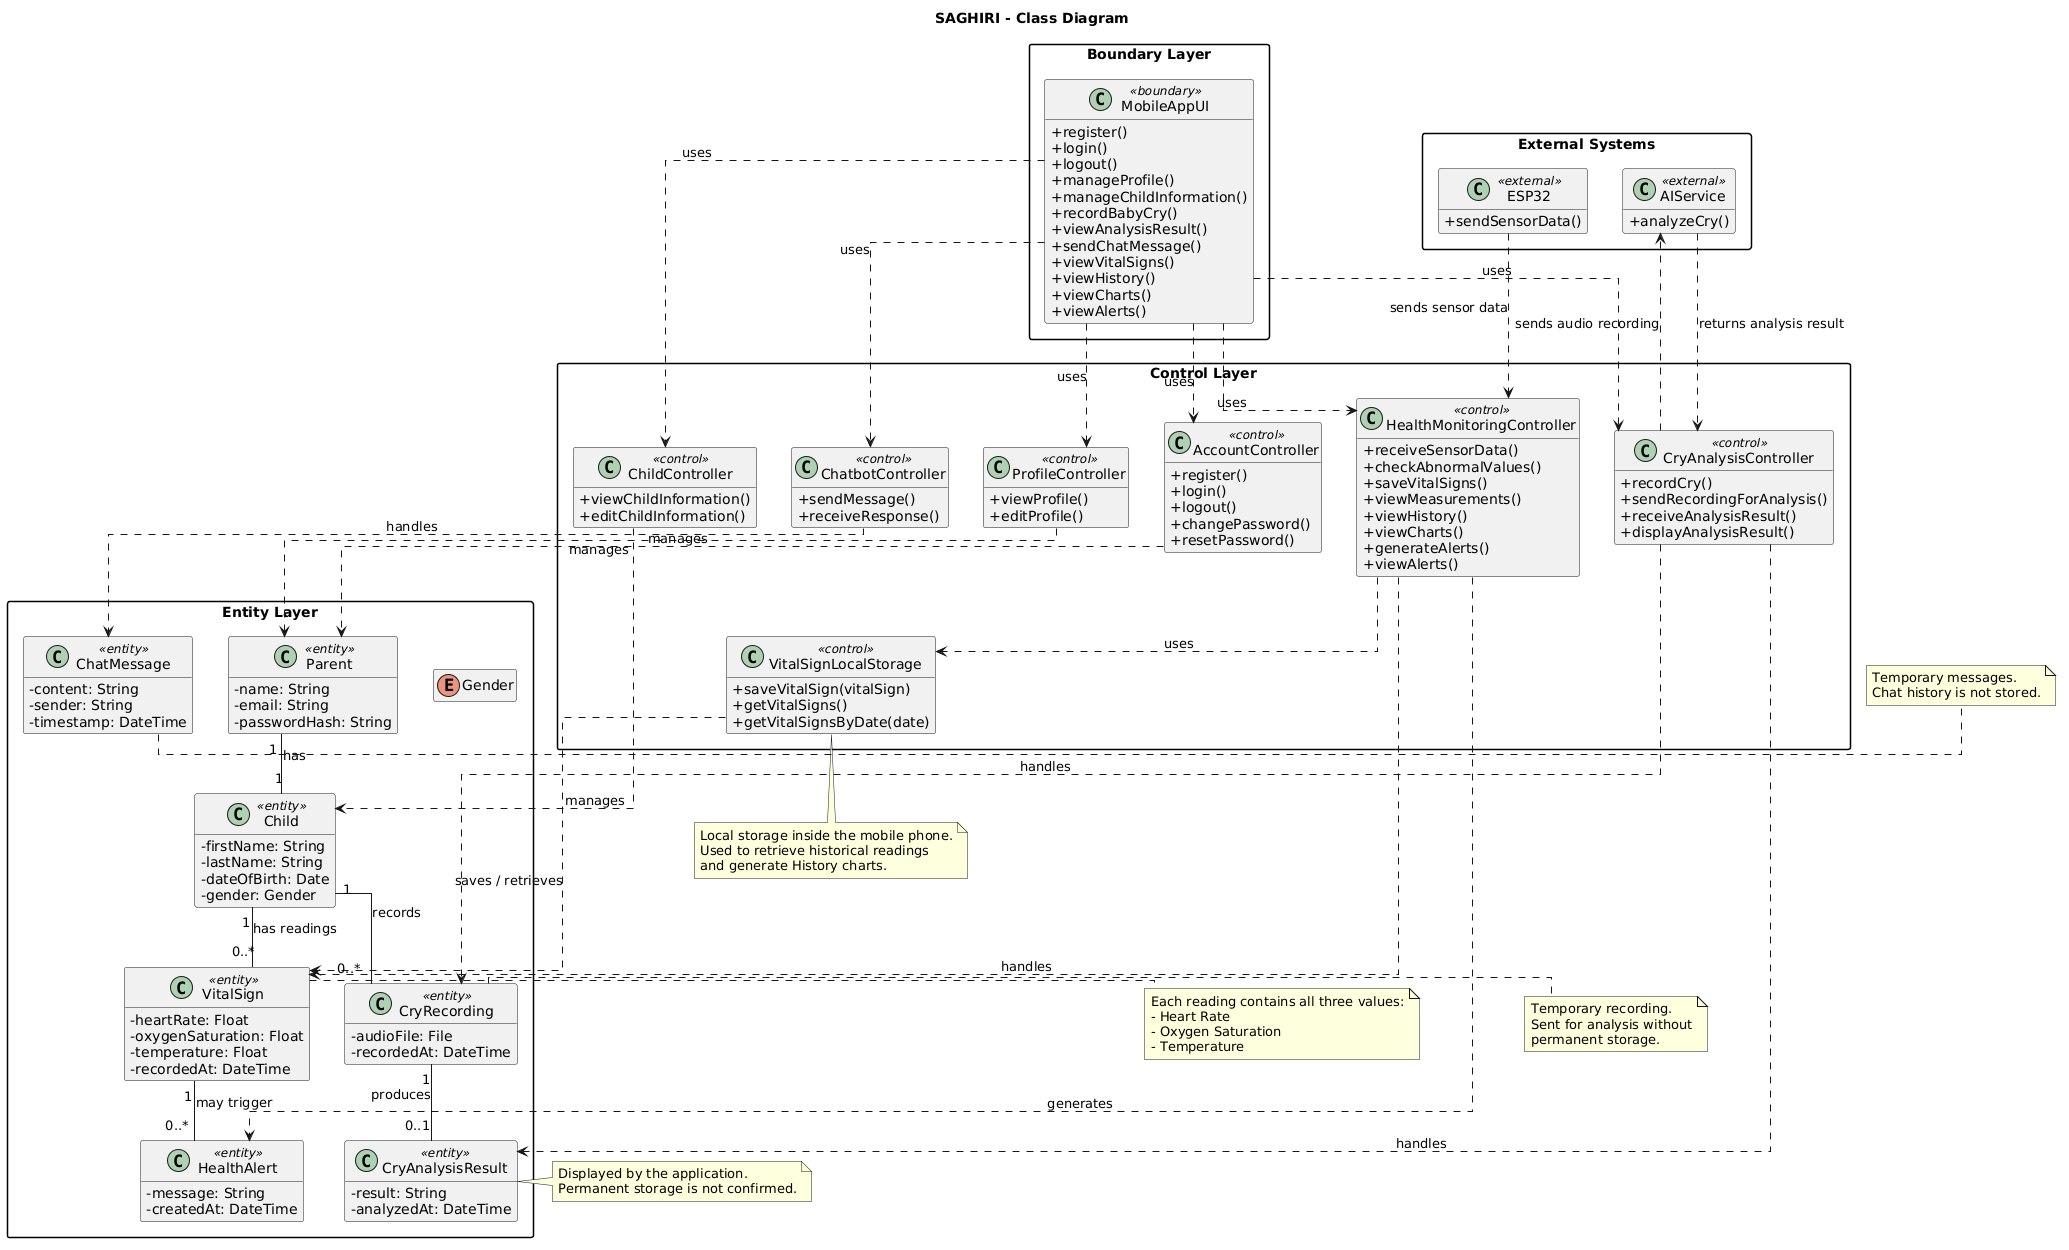 SAGHIRI - Class Diagram
Boundary Layer
C
«boundary»
MobileAppUI
+register()
+login()
+logout()
+manageProfile()
+manageChildInformation()
+recordBabyCry()
+viewAnalysisResult()
+sendChatMessage()
+viewVitalSigns()
+viewHistory()
+viewCharts()
+viewAlerts()
External Systems
C
«external»
ESP32
+sendSensorData()
C
«external»
AIService
+analyzeCry()
uses
uses
uses
sends sensor data
sends audio recording
returns analysis result
uses
uses
uses
Control Layer
C
«control»
ChildController
+viewChildInformation()
+editChildInformation()
C
«control»
ChatbotController
+sendMessage()
+receiveResponse()
C
«control»
ProfileController
+viewProfile()
+editProfile()
C
«control»
AccountController
+register()
+login()
+logout()
+changePassword()
+resetPassword()
C
«control»
HealthMonitoringController
+receiveSensorData()
+checkAbnormalValues()
+saveVitalSigns()
+viewMeasurements()
+viewHistory()
+viewCharts()
+generateAlerts()
+viewAlerts()
C
«control»
CryAnalysisController
+recordCry()
+sendRecordingForAnalysis()
+receiveAnalysisResult()
+displayAnalysisResult()
handles
manages
manages
uses
C
«control»
VitalSignLocalStorage
+saveVitalSign(vitalSign)
+getVitalSigns()
+getVitalSignsByDate(date)
Temporary messages.
Chat history is not stored.
Entity Layer
C
«entity»
ChatMessage
-content: String
-sender: String
-timestamp: DateTime
C
«entity»
Parent
-name: String
-email: String
-passwordHash: String
E
Gender
1
has
1
handles
manages
C
«entity»
Child
-firstName: String
-lastName: String
-dateOfBirth: Date
-gender: Gender
Local storage inside the mobile phone.
Used to retrieve historical readings
and generate History charts.
saves / retrieves
1
records
0..*
1
has readings
0..*
handles
C
«entity»
VitalSign
-heartRate: Float
-oxygenSaturation: Float
-temperature: Float
-recordedAt: DateTime
C
«entity»
CryRecording
-audioFile: File
-recordedAt: DateTime
Each reading contains all three values:
- Heart Rate
- Oxygen Saturation
- Temperature
Temporary recording.
Sent for analysis without
permanent storage.
1
may trigger
0..*
1
produces
0..1
generates
handles
C
«entity»
HealthAlert
-message: String
-createdAt: DateTime
C
«entity»
CryAnalysisResult
-result: String
-analyzedAt: DateTime
Displayed by the application.
Permanent storage is not confirmed.